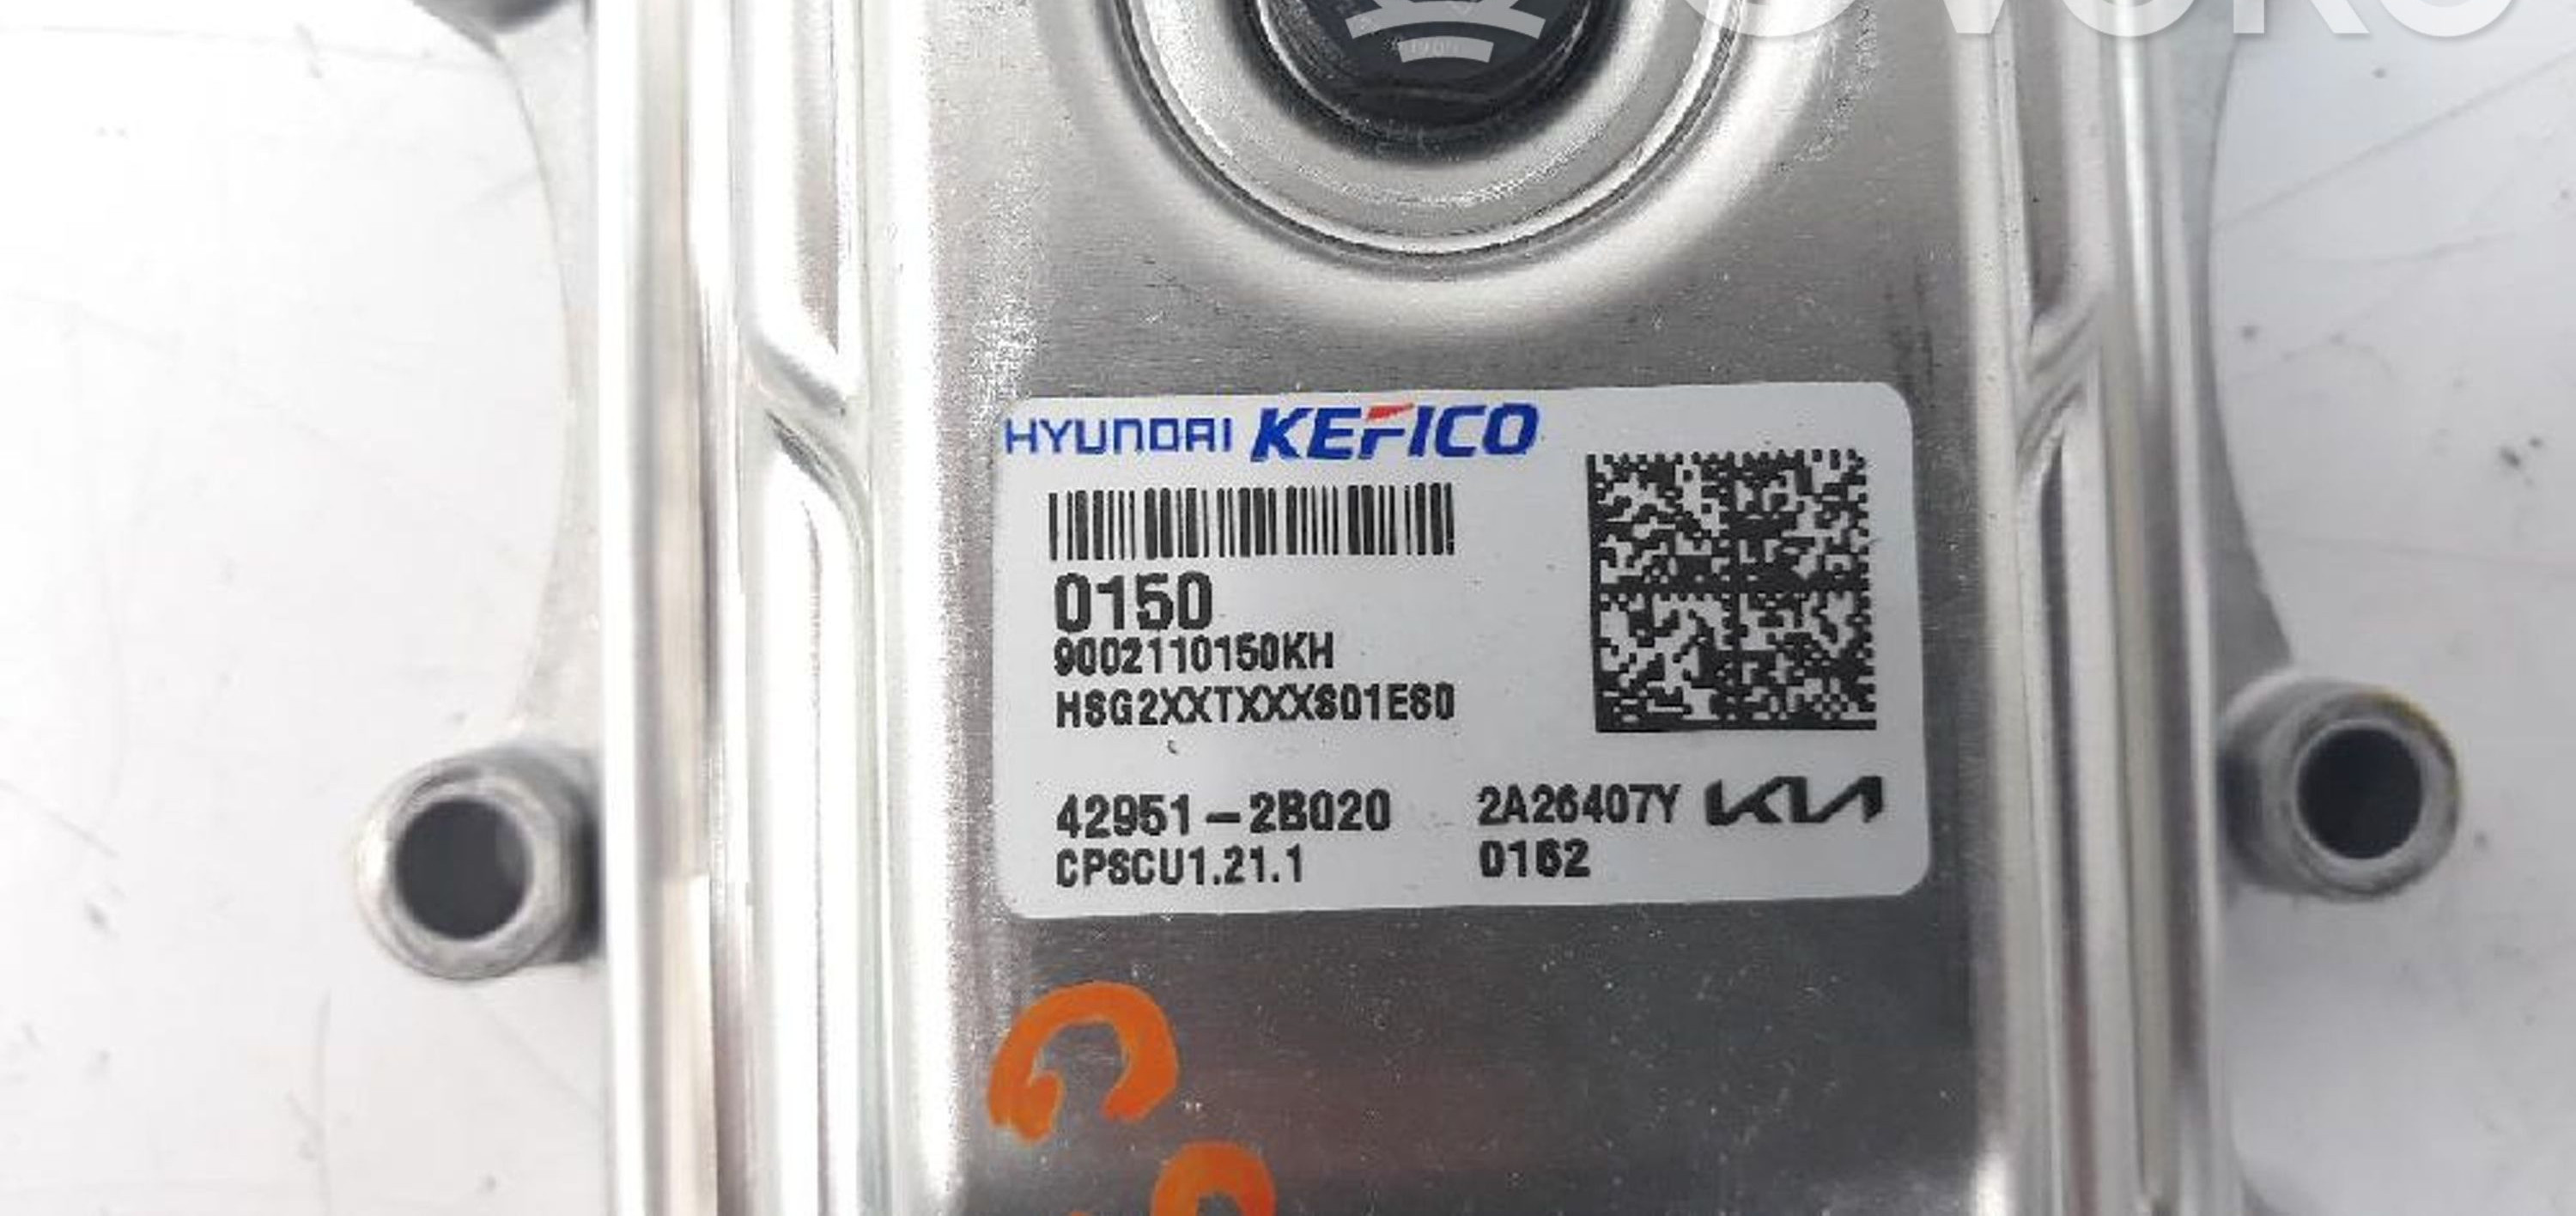 HYUNDAI KEFICO
0150
9002110150KH
HSG2XXTXXXS01ES0
42951-2B020 2A26407Y KIA
CPSCU1.21.1 0162